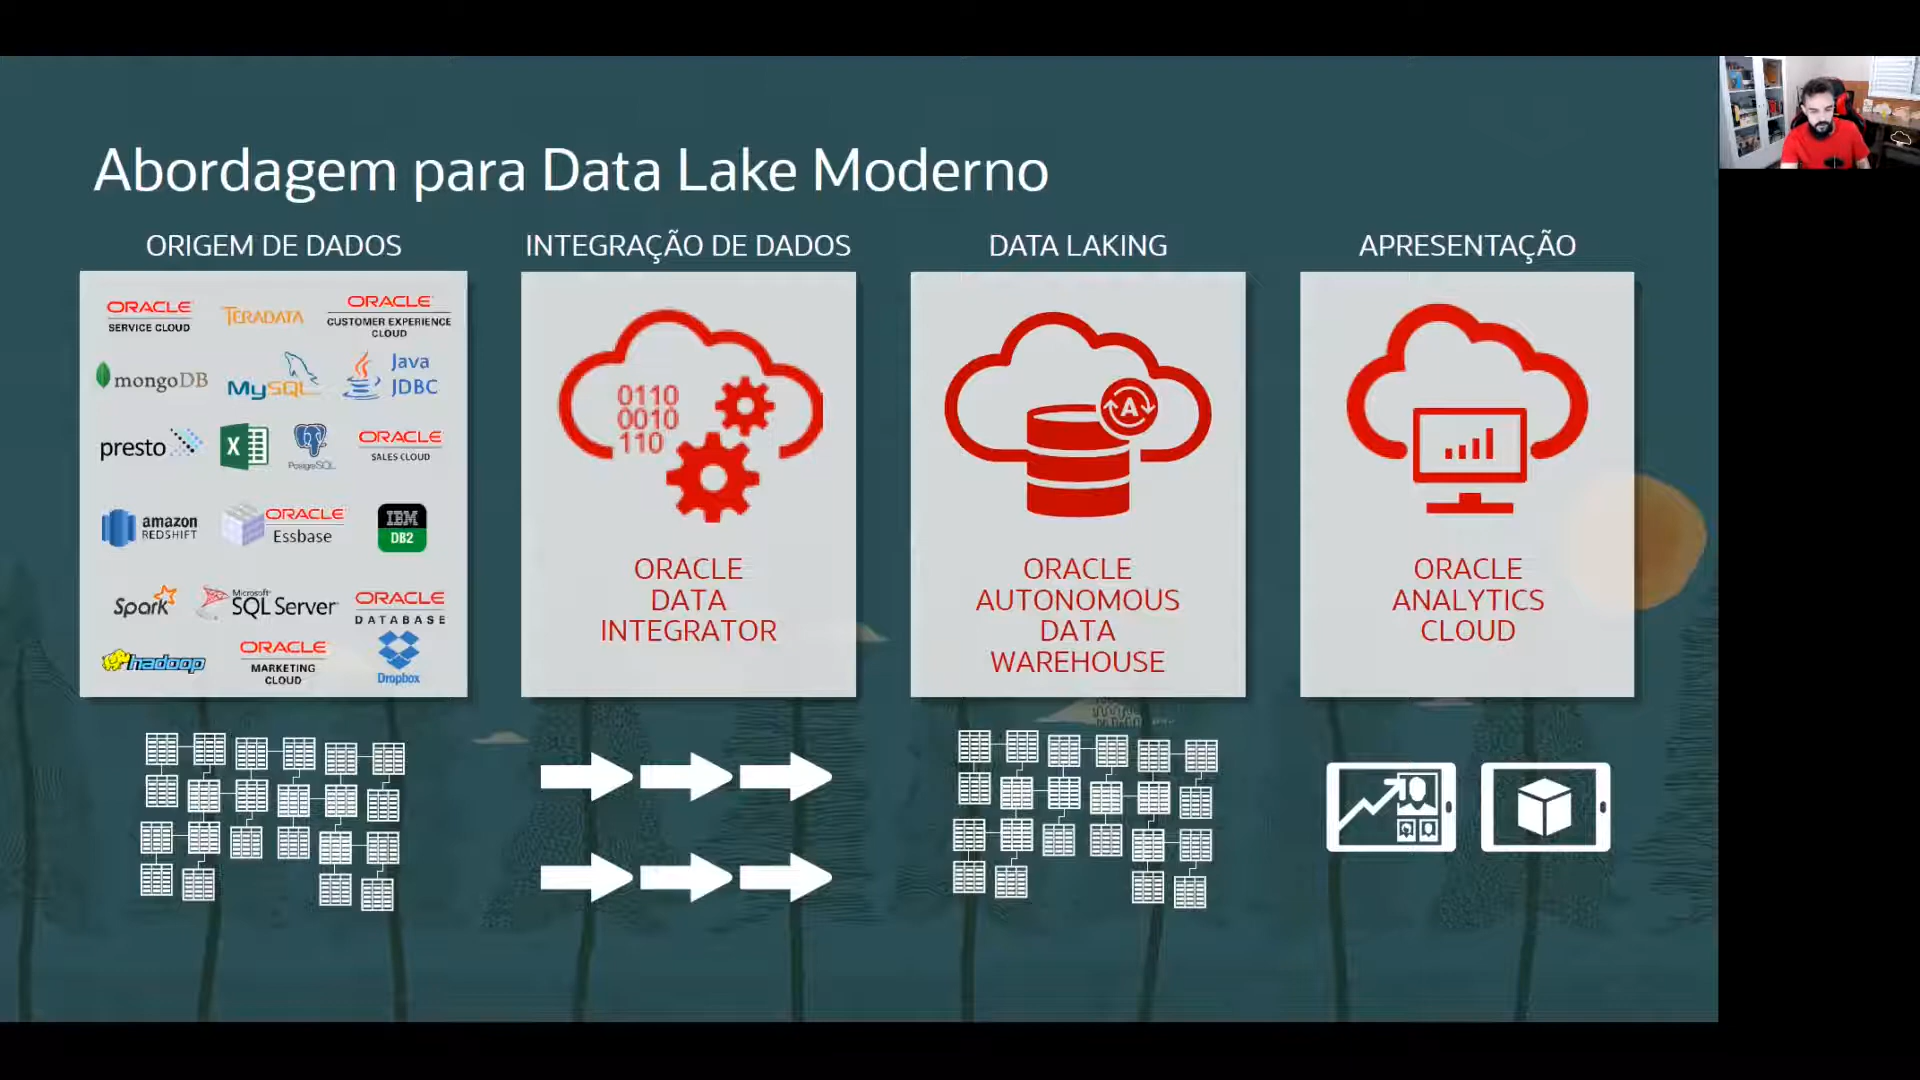 Abordagem para Data Lake Moderno
ORIGEM DE DADOS
ORACLE
SERVICE CLOUD
TERADATA
ORACLE
CUSTOMER EXPERIENCE
CLOUD
mongoDB
MySQL
Java
JDBC
presto
X
PostgreSQL
ORACLE
SALES CLOUD
amazon
REDSHIFT
ORACLE
Essbase
IBM
DB2
Spark
Microsoft
SQL Server
ORACLE
DATABASE
hadoop
ORACLE
MARKETING
CLOUD
Dropbox
INTEGRAÇÃO DE DADOS
0110
0010
110
ORACLE
DATA
INTEGRATOR
DATA LAKING
A
ORACLE
AUTONOMOUS
DATA
WAREHOUSE
APRESENTAÇÃO
ORACLE
ANALYTICS
CLOUD